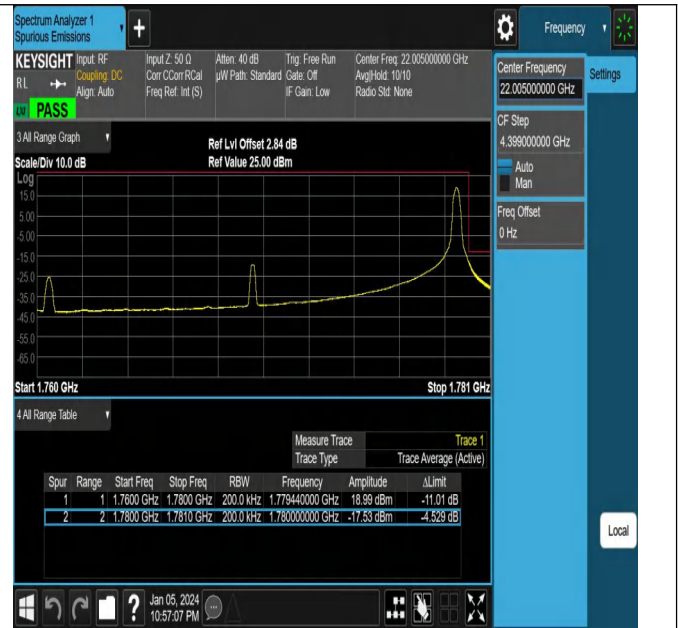 Spectrum Analyzer 1
Spurious Emissions
+
Frequency
KEYSIGHT Input: RF Input Z: 50 Ω Atten: 40 dB Trig: Free Run Center Freq: 22.005000000 GHz
RL Coupling: DC Corr CCorr RCal µW Path: Standard Gate: Off Avg|Hold: 10/10
Align: Auto Freq Ref: Int (S) IF Gain: Low Radio Std: None
PASS
Center Frequency
22.005000000 GHz
Settings
CF Step
4.399000000 GHz
Auto
Man
Freq Offset
0 Hz
3 All Range Graph
Ref Lvl Offset 2.84 dB
Scale/Div 10.0 dB Ref Value 25.00 dBm
Log
15.0
5.00
-5.00
-15.0
-25.0
-35.0
-45.0
-55.0
-65.0
Start 1.760 GHz Stop 1.781 GHz
4 All Range Table
Measure Trace Trace 1
Trace Type Trace Average (Active)
Spur Range Start Freq Stop Freq RBW Frequency Amplitude ΔLimit
1 1 1.7600 GHz 1.7800 GHz 200.0 kHz 1.779440000 GHz 18.99 dBm -11.01 dB
2 2 1.7800 GHz 1.7810 GHz 200.0 kHz 1.780000000 GHz -17.53 dBm -4.529 dB
Local
? Jan 05, 2024
10:57:07 PM